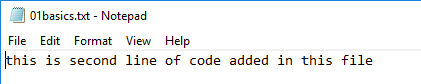 01basics.txt - Notepad
File Edit Format View Help
this is second line of code added in this file